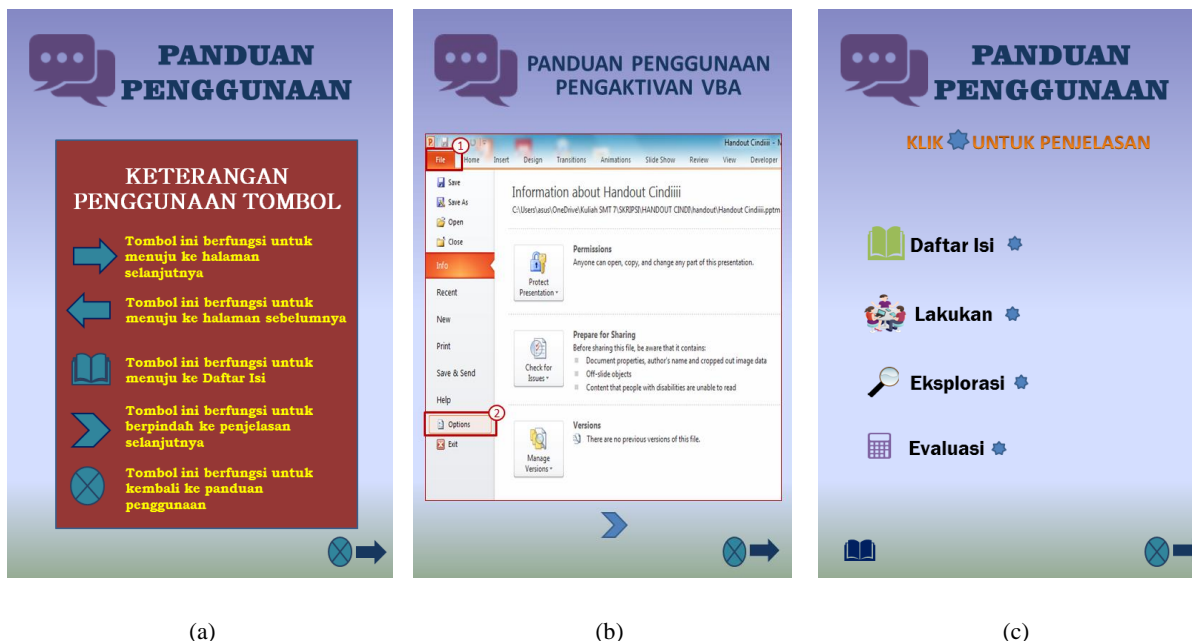 PANDUAN
PENGGUNAAN
KETERANGAN
PENGGUNAAN TOMBOL
Tombol ini berfungsi untuk
menuju ke halaman
selanjutnya
Tombol ini berfungsi untuk
menuju ke halaman sebelumnya
Tombol ini berfungsi untuk
menuju ke Daftar Isi
Tombol ini berfungsi untuk
berpindah ke penjelasan
selanjutnya
Tombol ini berfungsi untuk
kembali ke panduan
penggunaan
(a)
PANDUAN PENGGUNAAN
PENGAKTIVAN VBA
1
Handout Cindiii -
File Home Insert Design Transitions Animations Slide Show Review View Developer
Save
Save As
Open
Close
Info
Recent
New
Print
Save & Send
Help
2
Options
Exit
Information about Handout Cindiiii
C:\Users\asus\OneDrive\Kuliah SMT 7\SKRIPSI\HANDOUT CINDI\handout\Handout Cindiii.pptm
Protect
Presentation
Permissions
Anyone can open, copy, and change any part of this presentation.
Check for
Issues
Prepare for Sharing
Before sharing this file, be aware that it contains:
Document properties, author's name and cropped out image data
Off-slide objects
Content that people with disabilities are unable to read
Manage
Versions
Versions
There are no previous versions of this file.
(b)
PANDUAN
PENGGUNAAN
KLIK UNTUK PENJELASAN
Daftar Isi
Lakukan
Eksplorasi
Evaluasi
(c)